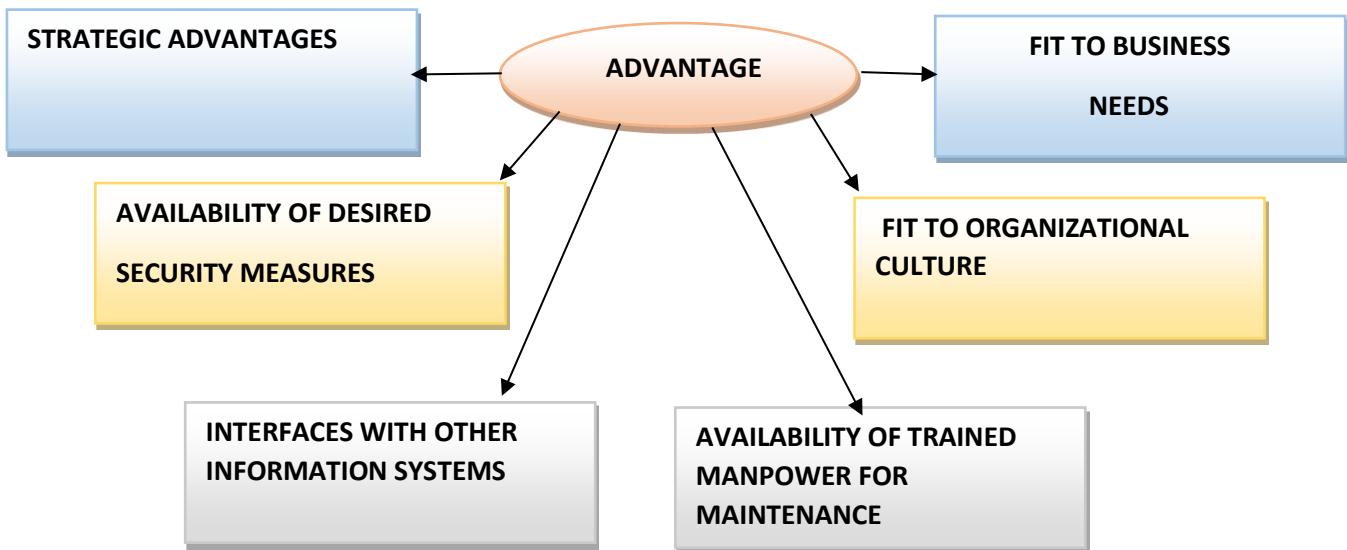 STRATEGIC ADVANTAGES
ADVANTAGE
FIT TO BUSINESS
NEEDS
AVAILABILITY OF DESIRED
SECURITY MEASURES
FIT TO ORGANIZATIONAL
CULTURE
INTERFACES WITH OTHER
INFORMATION SYSTEMS
AVAILABILITY OF TRAINED
MANPOWER FOR
MAINTENANCE